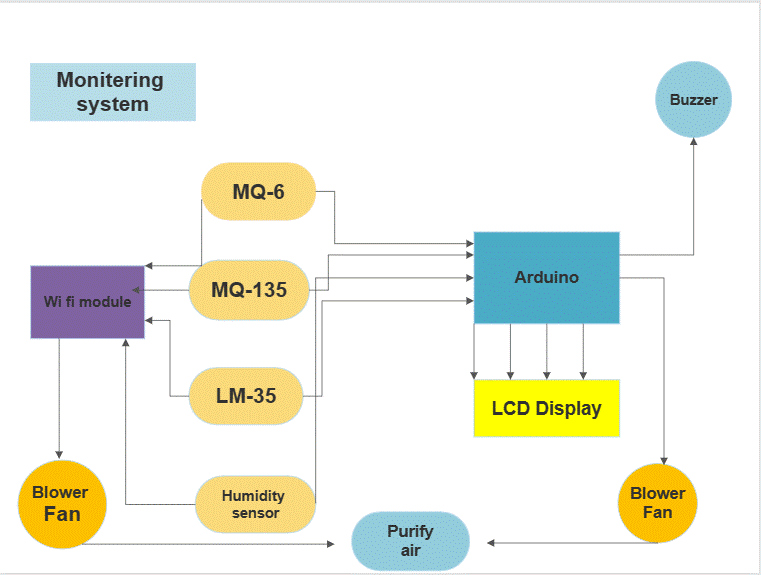 Monitering
system
Buzzer
MQ-6
Arduino
MQ-135
Wi fi module
LM-35
LCD Display
Blower
Fan
Humidity
sensor
Blower
Fan
Purify
air